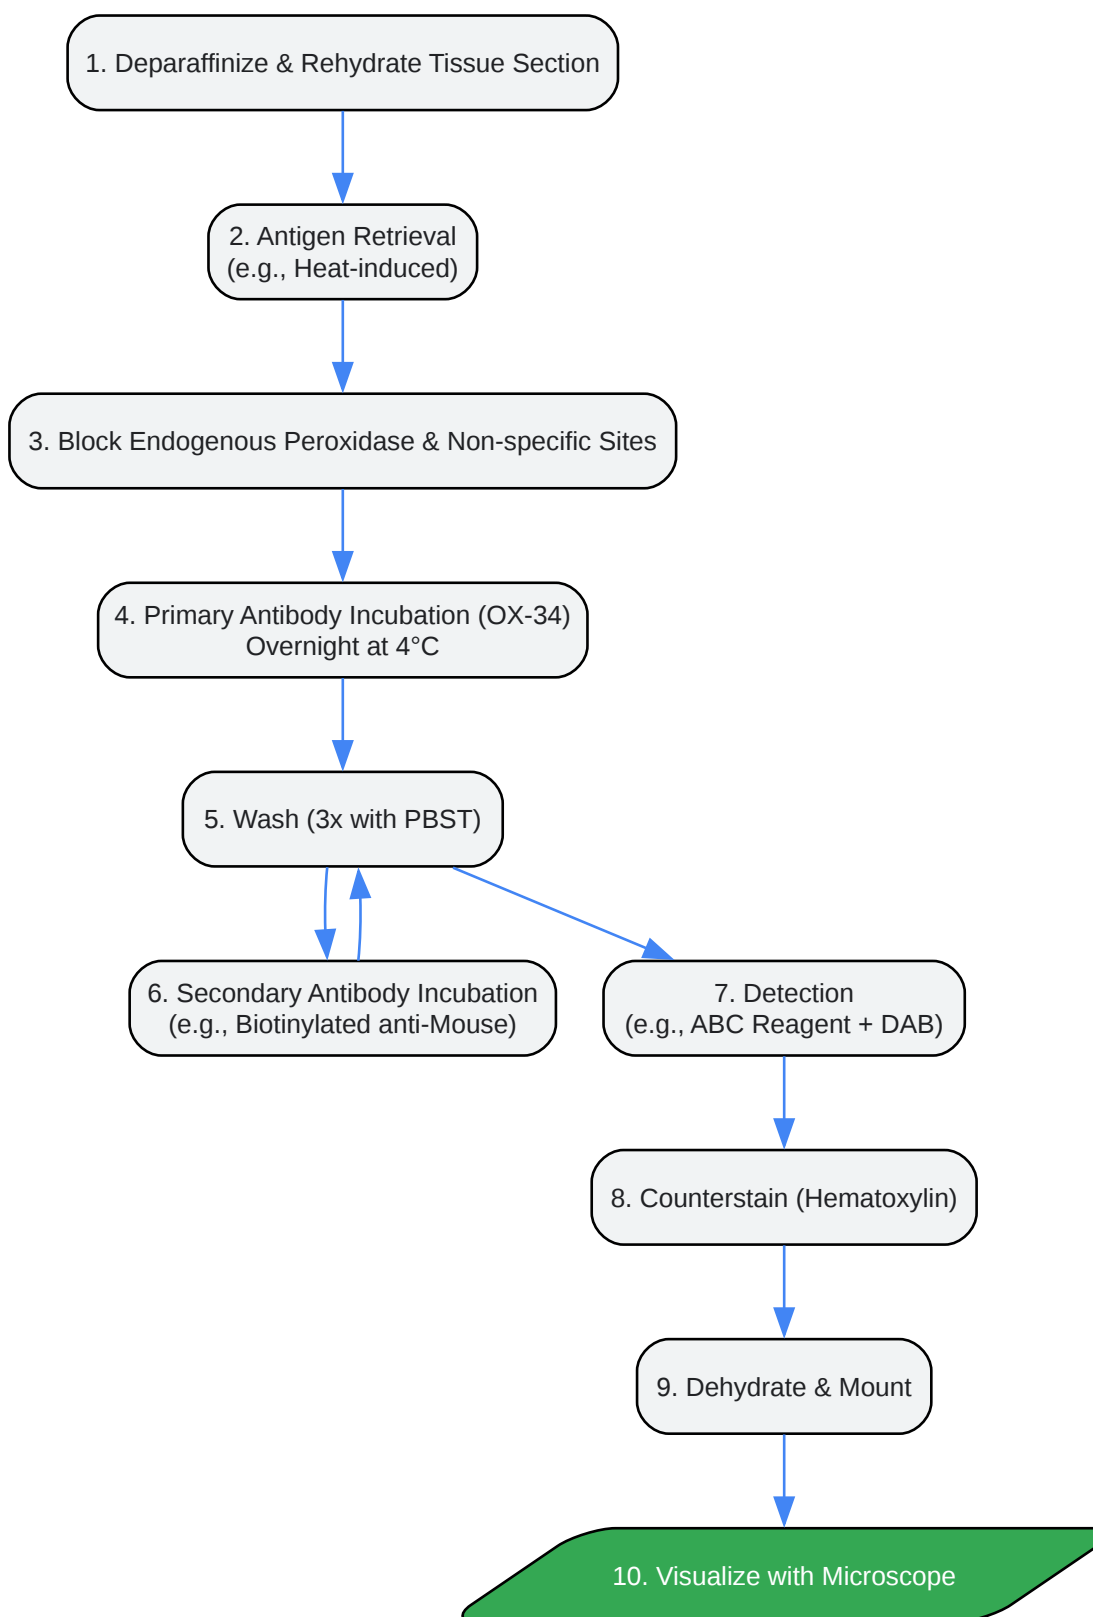 1. Deparaffinize & Rehydrate Tissue Section
2. Antigen Retrieval
(e.g., Heat-induced)
3. Block Endogenous Peroxidase & Non-specific Sites
4. Primary Antibody Incubation (OX-34)
Overnight at 4°C
5. Wash (3x with PBST)
6. Secondary Antibody Incubation
(e.g., Biotinylated anti-Mouse)
7. Detection
(e.g., ABC Reagent + DAB)
8. Counterstain (Hematoxylin)
9. Dehydrate & Mount
10. Visualize with Microscope